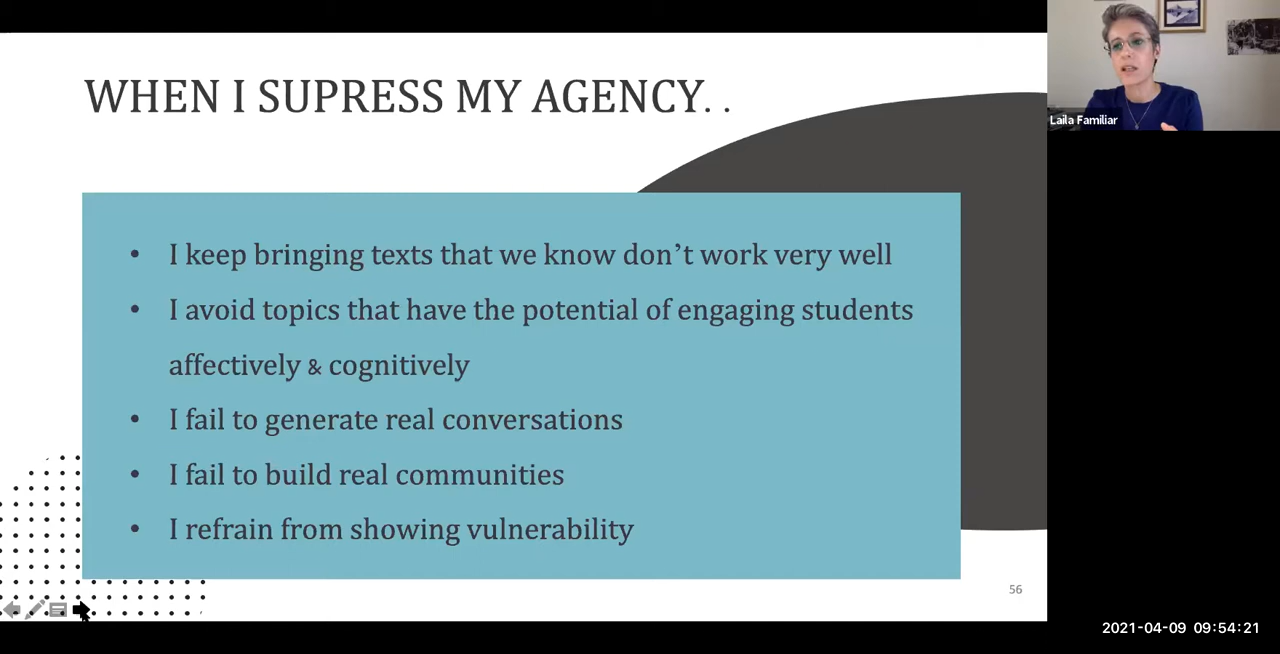 WHEN I SUPRESS MY AGENCY. .
Laila Familiar
• I keep bringing texts that we know don't work very well
• I avoid topics that have the potential of engaging students
affectively & cognitively
• I fail to generate real conversations
• I fail to build real communities
• I refrain from showing vulnerability
56
2021-04-09 09:54:21